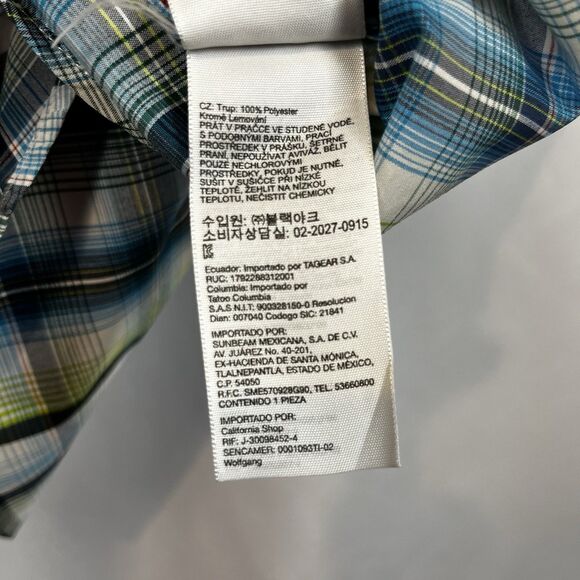 CZ: Trup: 100% Polyester
Kromě Lemovými
PRÁT V PRAČCE VE STUDENÉ VODĚ,
S PODOBNÝMI BARVAMI, PRACÍ
PROSTŘEDEK V PRÁŠKU, ŠETRNÉ
PRANÍ, NEPOUŽÍVAT AVIVÁŽ. BĚLIT
POUZE NECHLOROVÝMI
PROSTŘEDKY, POKUD JE NUTNÉ,
SUŠIT V SUŠIČCE PŘI NÍZKÉ
TEPLOTĚ. ŽEHLIT NA NÍZKOU
TEPLOTU, NEČISTIT CHEMICKY
수입원: ㈜블랙야크
소비자상담실: 02-2027-0915
Ecuador: Importado por TAGEAR S.A.
RUC: 1792288312001
Columbia: Importado por
Tatoo Columbia
S.A.S N.I.T: 900328150-0 Resolucion
Dian: 007040 Codogo SIC: 21841
IMPORTADO POR:
SUNBEAM MEXICANA, S.A. DE C.V.
AV. JUÁREZ No. 40-201,
EX-HACIENDA DE SANTA MÓNICA,
TLALNEPANTLA, ESTADO DE MÉXICO,
C.P. 54050
R.F.C. SME570928G90, TEL. 53660800
CONTENIDO 1 PIEZA
IMPORTADO POR:
California Shop
RIF: J-30098452-4
SENCAMER: 0001093TI-02
Wolfgang